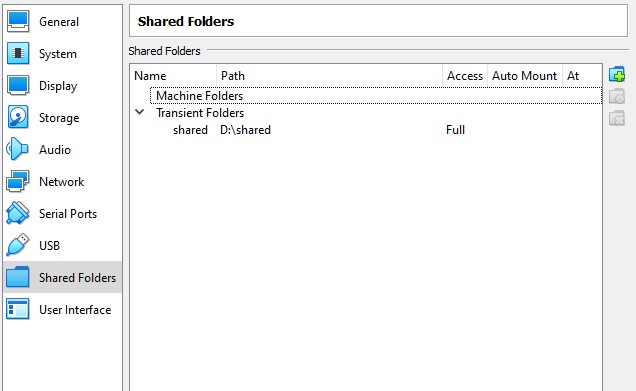 General
System
Display
Storage
Audio
Network
Serial Ports
USB
Shared Folders
User Interface
Shared Folders
Shared Folders
Name Path Access Auto Mount At
Machine Folders
Transient Folders
shared D:\shared Full